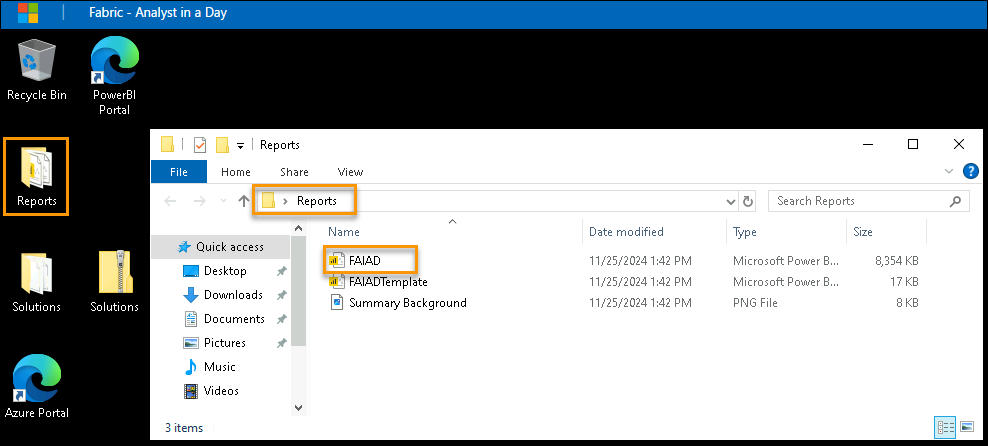 Fabric - Analyst in a Day
Recycle Bin
PowerBI Portal
Reports
Solutions
Solutions
Azure Portal
Reports
File Home Share View
Reports
Search Reports
Name Date modified Type Size
Quick access
Desktop
Downloads
Documents
Pictures
Music
Videos
FAIAD 11/25/2024 1:42 PM Microsoft Power B... 8,354 KB
FAIADTemplate 11/25/2024 1:42 PM Microsoft Power B... 17 KB
Summary Background 11/25/2024 1:42 PM PNG File 8 KB
3 items